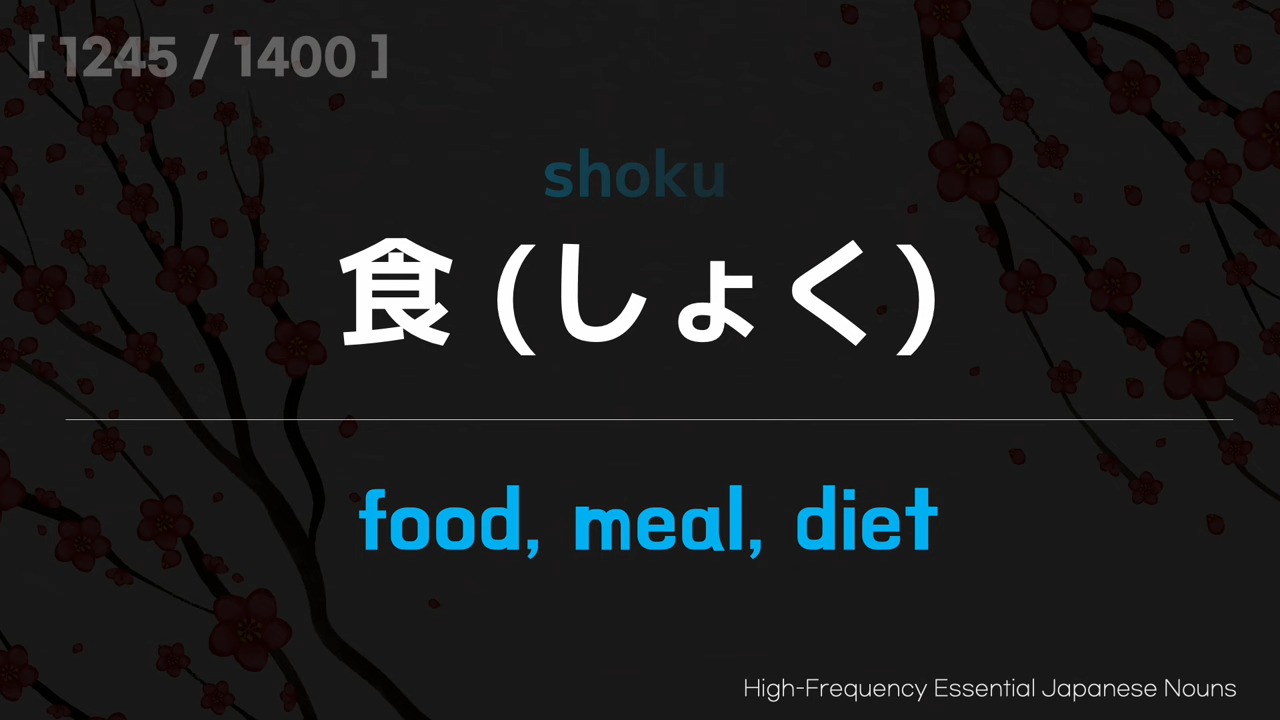 [ 1245 / 1400 ]
shoku
食 (しょく)
food, meal, diet
High-Frequency Essential Japanese Nouns